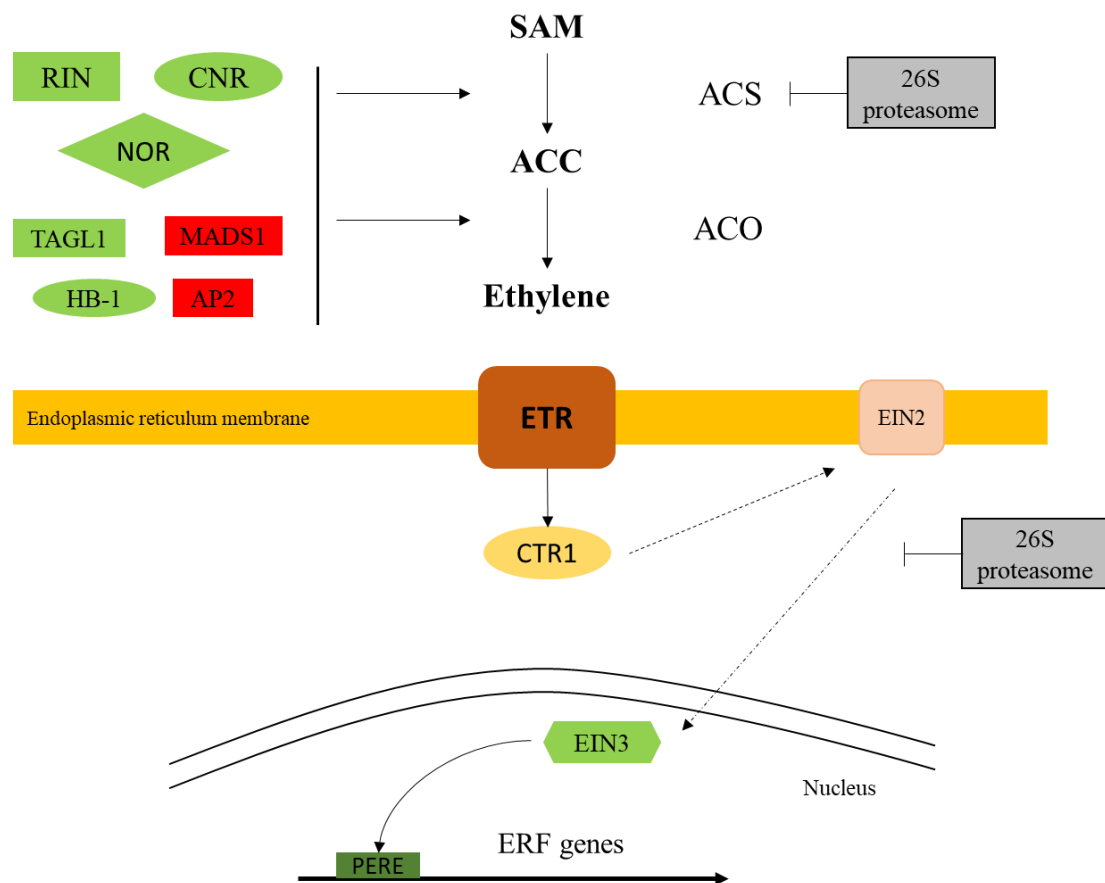 SAM
RIN
CNR
ACS
26S
proteasome
NOR
ACC
TAGL1
MADS1
ACO
HB-1
AP2
Ethylene
Endoplasmic reticulum membrane
ETR
EIN2
CTR1
26S
proteasome
EIN3
Nucleus
ERF genes
PERE